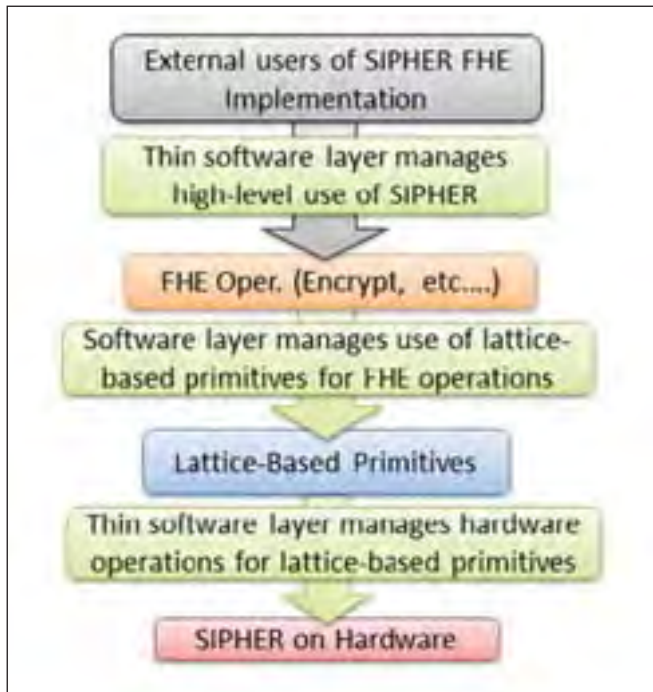 External users of SIPHER FHE
Implementation
Thin software layer manages
high-level use of SIPHER
FHE Oper. (Encrypt, etc....)
Software layer manages use of lattice-
based primitives for FHE operations
Lattice-Based Primitives
Thin software layer manages hardware
operations for lattice-based primitives
SIPHER on Hardware